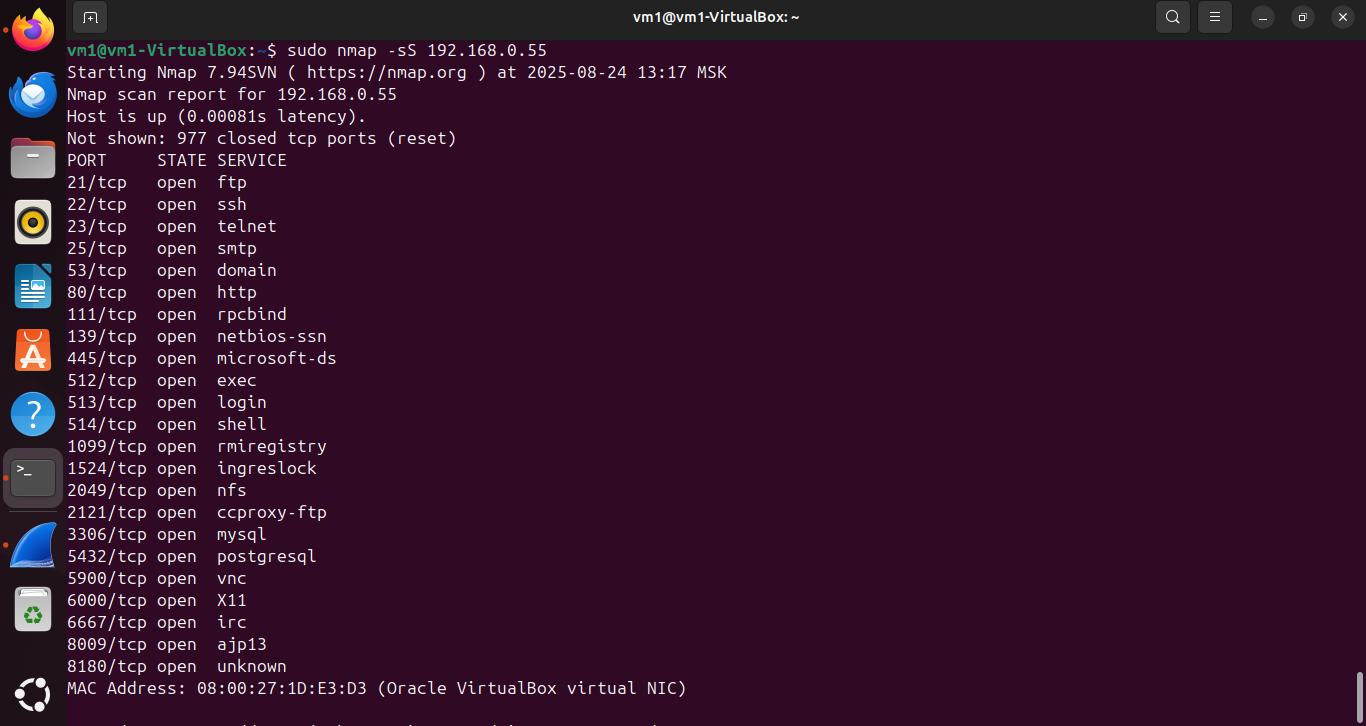 vm1@vm1-VirtualBox: ~
vm1@vm1-VirtualBox:~$ sudo nmap -sS 192.168.0.55
Starting Nmap 7.94SVN ( https://nmap.org ) at 2025-08-24 13:17 MSK
Nmap scan report for 192.168.0.55
Host is up (0.00081s latency).
Not shown: 977 closed tcp ports (reset)
PORT     STATE SERVICE
21/tcp   open  ftp
22/tcp   open  ssh
23/tcp   open  telnet
25/tcp   open  smtp
53/tcp   open  domain
80/tcp   open  http
111/tcp  open  rpcbind
139/tcp  open  netbios-ssn
445/tcp  open  microsoft-ds
512/tcp  open  exec
513/tcp  open  login
514/tcp  open  shell
1099/tcp open  rmiregistry
1524/tcp open  ingreslock
2049/tcp open  nfs
2121/tcp open  ccproxy-ftp
3306/tcp open  mysql
5432/tcp open  postgresql
5900/tcp open  vnc
6000/tcp open  X11
6667/tcp open  irc
8009/tcp open  ajp13
8180/tcp open  unknown
MAC Address: 08:00:27:1D:E3:D3 (Oracle VirtualBox virtual NIC)